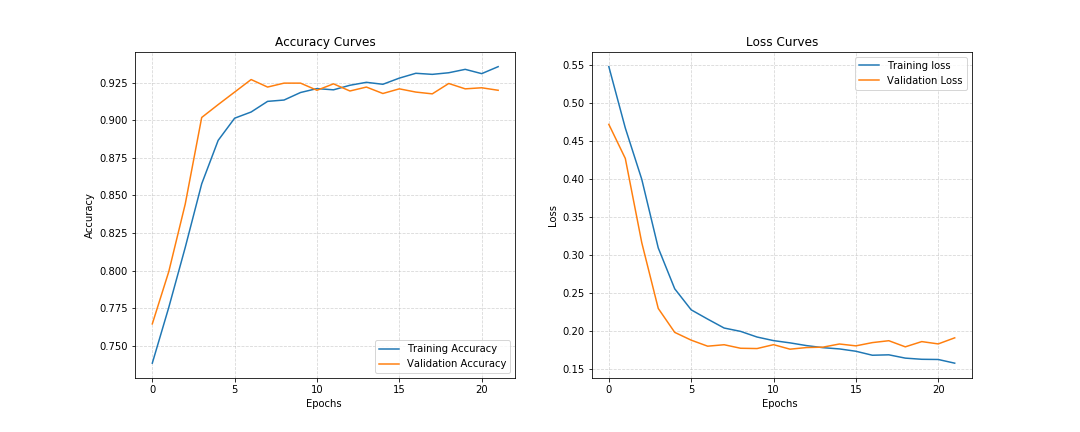 Accuracy Curves
0.925
0.900
0.875
0.850
0.825
0.800
0.775
0.750
Accuracy
0 5 10 15 20
Epochs
Training Accuracy
Validation Accuracy
Loss Curves
0.55
0.50
0.45
0.40
0.35
0.30
0.25
0.20
0.15
Loss
0 5 10 15 20
Epochs
Training loss
Validation Loss